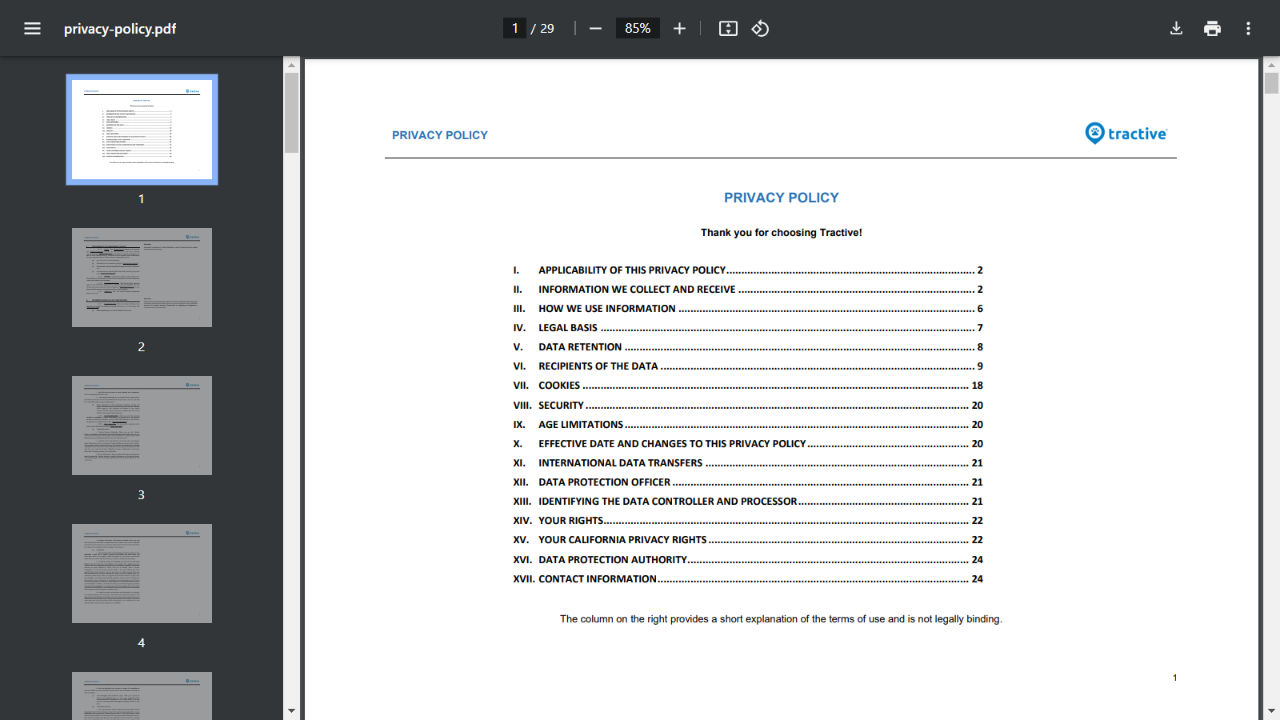 privacy-policy.pdf
1 / 29
85%
1
2
3
4
PRIVACY POLICY
tractive
PRIVACY POLICY
Thank you for choosing Tractive!
I. APPLICABILITY OF THIS PRIVACY POLICY 2
II. INFORMATION WE COLLECT AND RECEIVE 2
III. HOW WE USE INFORMATION 6
IV. LEGAL BASIS 7
V. DATA RETENTION 8
VI. RECIPIENTS OF THE DATA 9
VII. COOKIES 18
VIII. SECURITY 20
IX. AGE LIMITATIONS 20
X. EFFECTIVE DATE AND CHANGES TO THIS PRIVACY POLICY 20
XI. INTERNATIONAL DATA TRANSFERS 21
XII. DATA PROTECTION OFFICER 21
XIII. IDENTIFYING THE DATA CONTROLLER AND PROCESSOR 21
XIV. YOUR RIGHTS 22
XV. YOUR CALIFORNIA PRIVACY RIGHTS 22
XVI. DATA PROTECTION AUTHORITY 24
XVII. CONTACT INFORMATION 24
The column on the right provides a short explanation of the terms of use and is not legally binding.
1